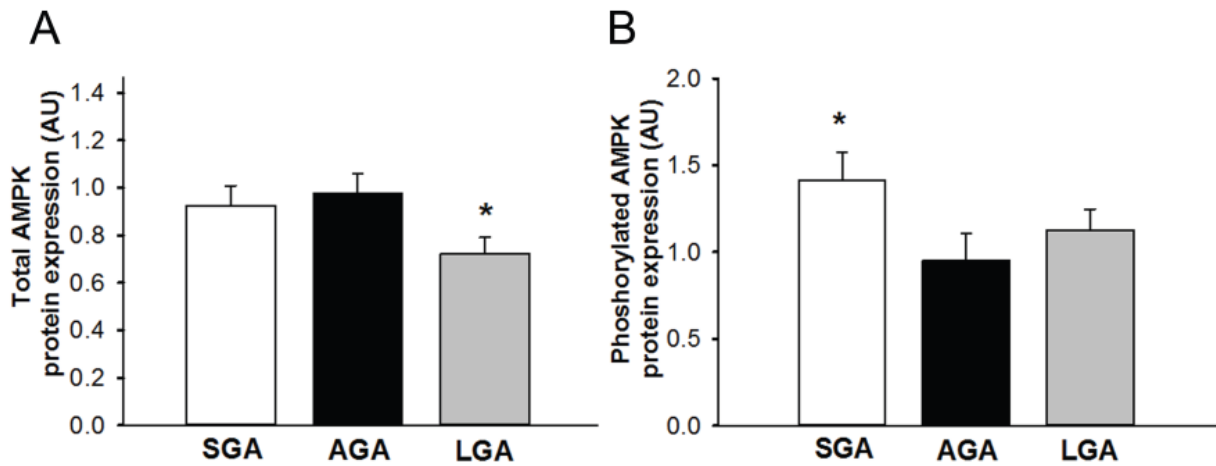 A
Total AMPK
protein expression (AU)
1.4
1.2
1.0
0.8
0.6
0.4
0.2
0.0
*
SGA
AGA
LGA
B
Phoshorylated AMPK
protein expression (AU)
2.0
1.5
1.0
0.5
0.0
*
SGA
AGA
LGA